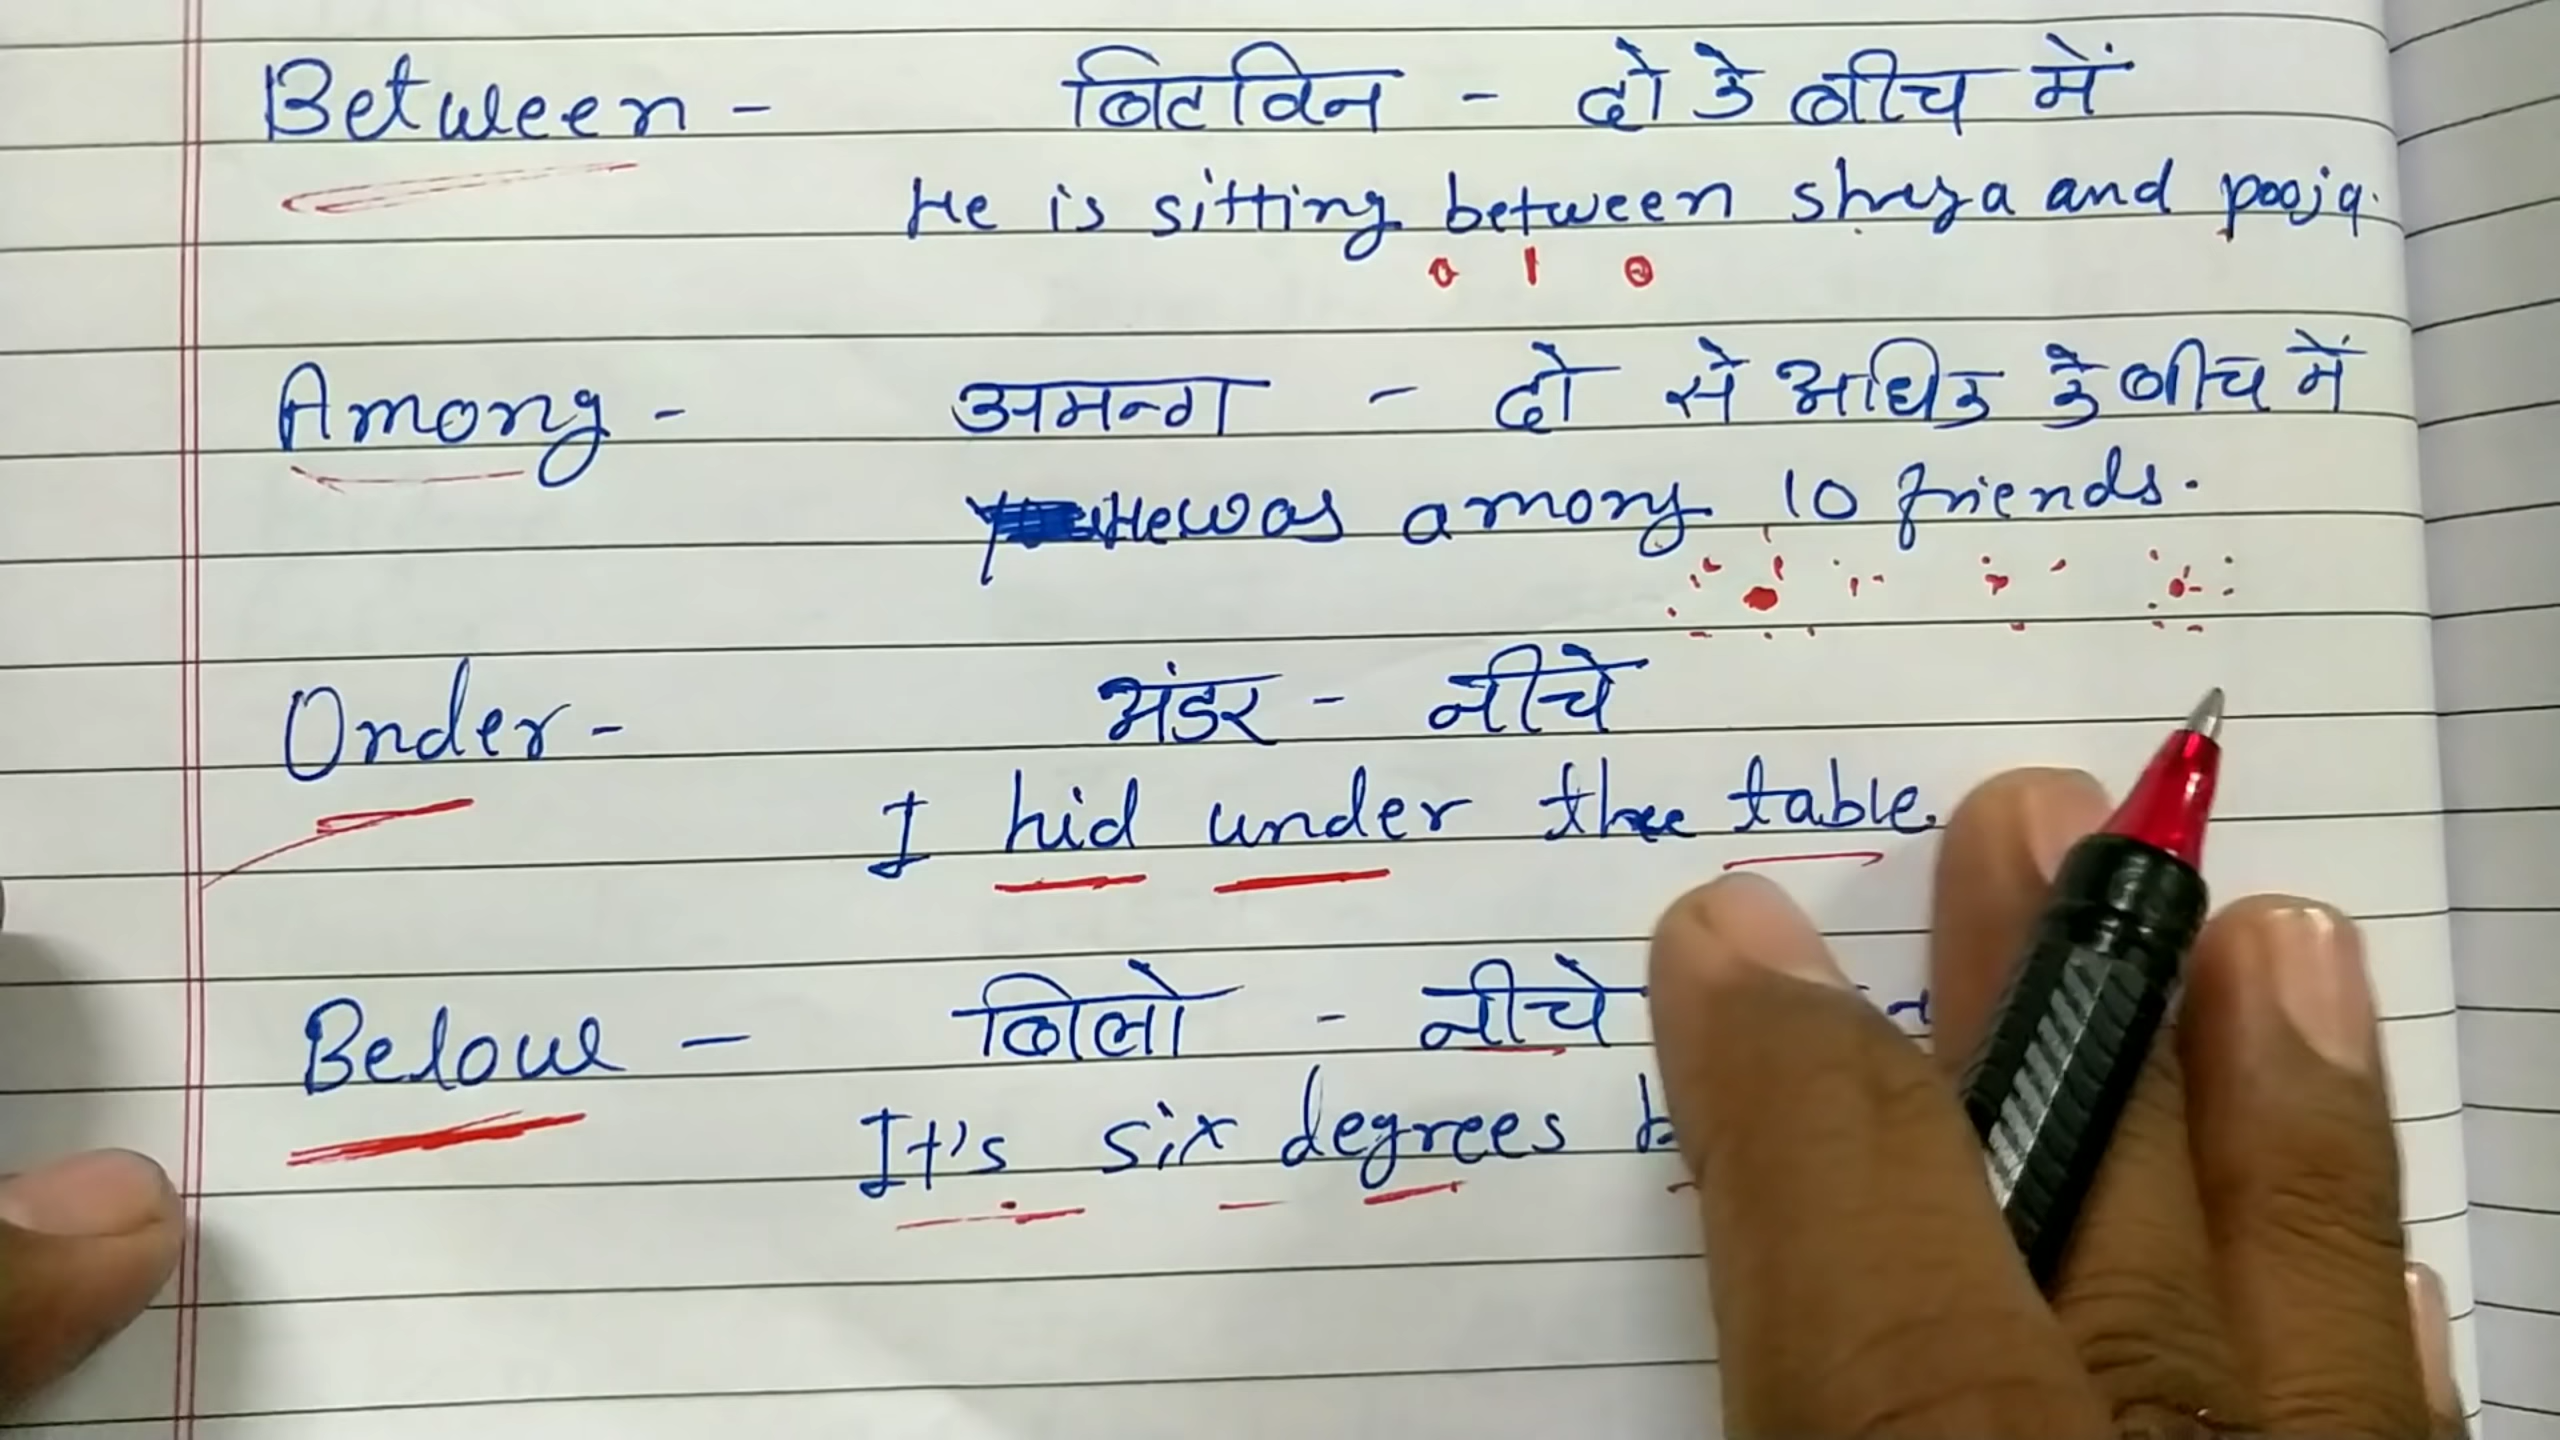 Between - बिटविन - दो के बीच में
He is sitting between shreya and pooja.
Among - अमन्ग - दो से अधिक के बीच में
He was among 10 friends.
Under - अंडर - नीचे
I hid under the table.
Below - बिलो - नीचे
It's six degrees